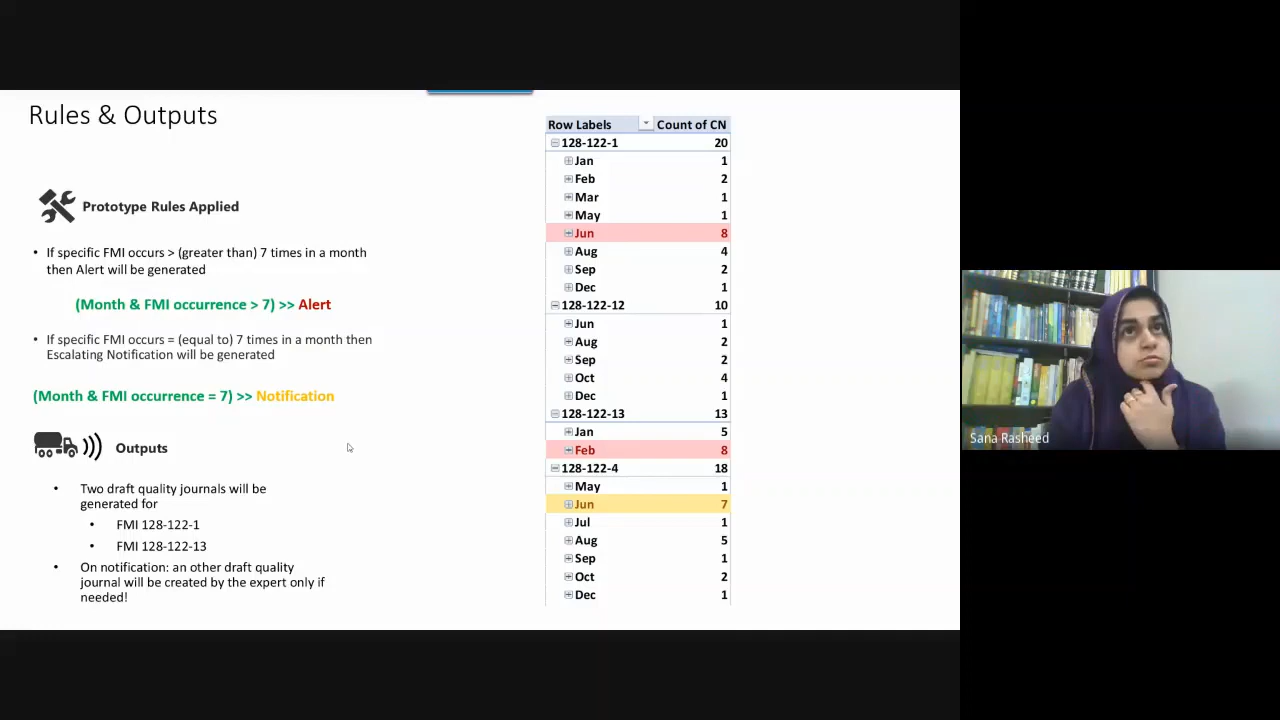 Rules & Outputs
Prototype Rules Applied
• If specific FMI occurs > (greater than) 7 times in a month
then Alert will be generated
(Month & FMI occurrence > 7) >> Alert
• If specific FMI occurs = (equal to) 7 times in a month then
Escalating Notification will be generated
(Month & FMI occurrence = 7) >> Notification
Outputs
• Two draft quality journals will be
generated for
• FMI 128-122-1
• FMI 128-122-13
• On notification: an other draft quality
journal will be created by the expert only if
needed!
Row Labels Count of CN
128-122-1 20
Jan 1
Feb 2
Mar 1
May 1
Jun 8
Aug 4
Sep 2
Dec 1
128-122-12 10
Jun 1
Aug 2
Sep 2
Oct 4
Dec 1
128-122-13 13
Jan 5
Feb 8
128-122-4 18
May 1
Jun 7
Jul 1
Aug 5
Sep 1
Oct 2
Dec 1
Sana Rasheed